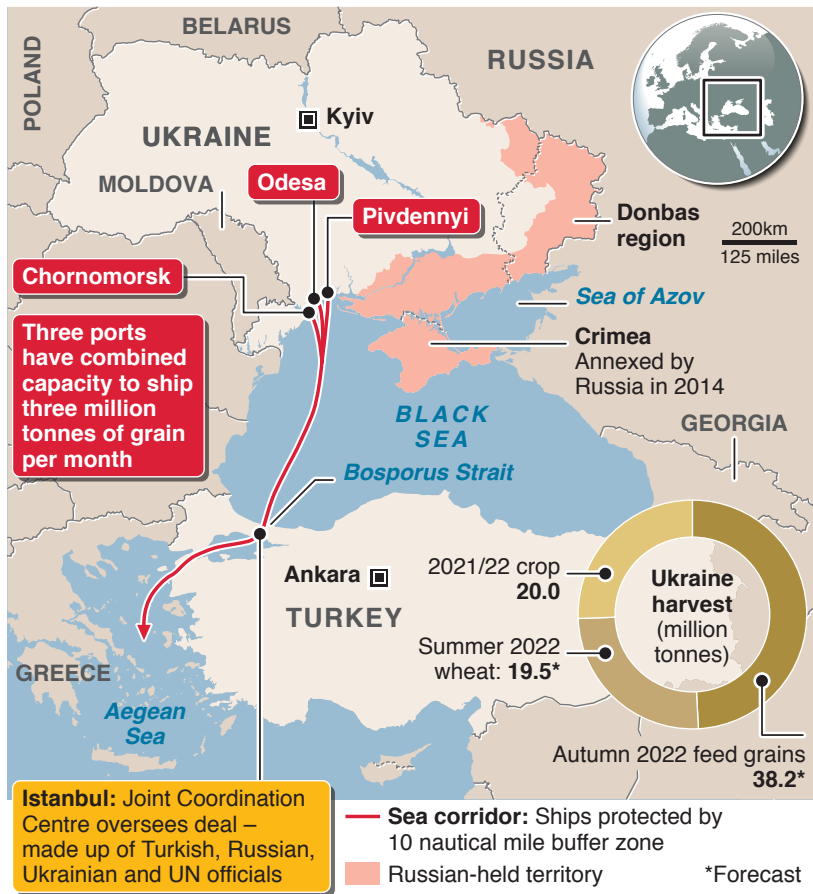 BELARUS
POLAND
RUSSIA
Kyiv
UKRAINE
MOLDOVA
Odesa
Pivdennyi
Donbas
region
200km
125 miles
Chornomorsk
Sea of Azov
Three ports
have combined
capacity to ship
three million
tonnes of grain
per month
Crimea
Annexed by
Russia in 2014
BLACK
SEA
GEORGIA
Bosporus Strait
Ankara
TURKEY
2021/22 crop
20.0
Ukraine
harvest
(million
tonnes)
Summer 2022
wheat: 19.5*
Autumn 2022 feed grains
38.2*
GREECE
Aegean
Sea
Istanbul: Joint Coordination
Centre oversees deal –
made up of Turkish, Russian,
Ukrainian and UN officials
Sea corridor: Ships protected by
10 nautical mile buffer zone
Russian-held territory
*Forecast